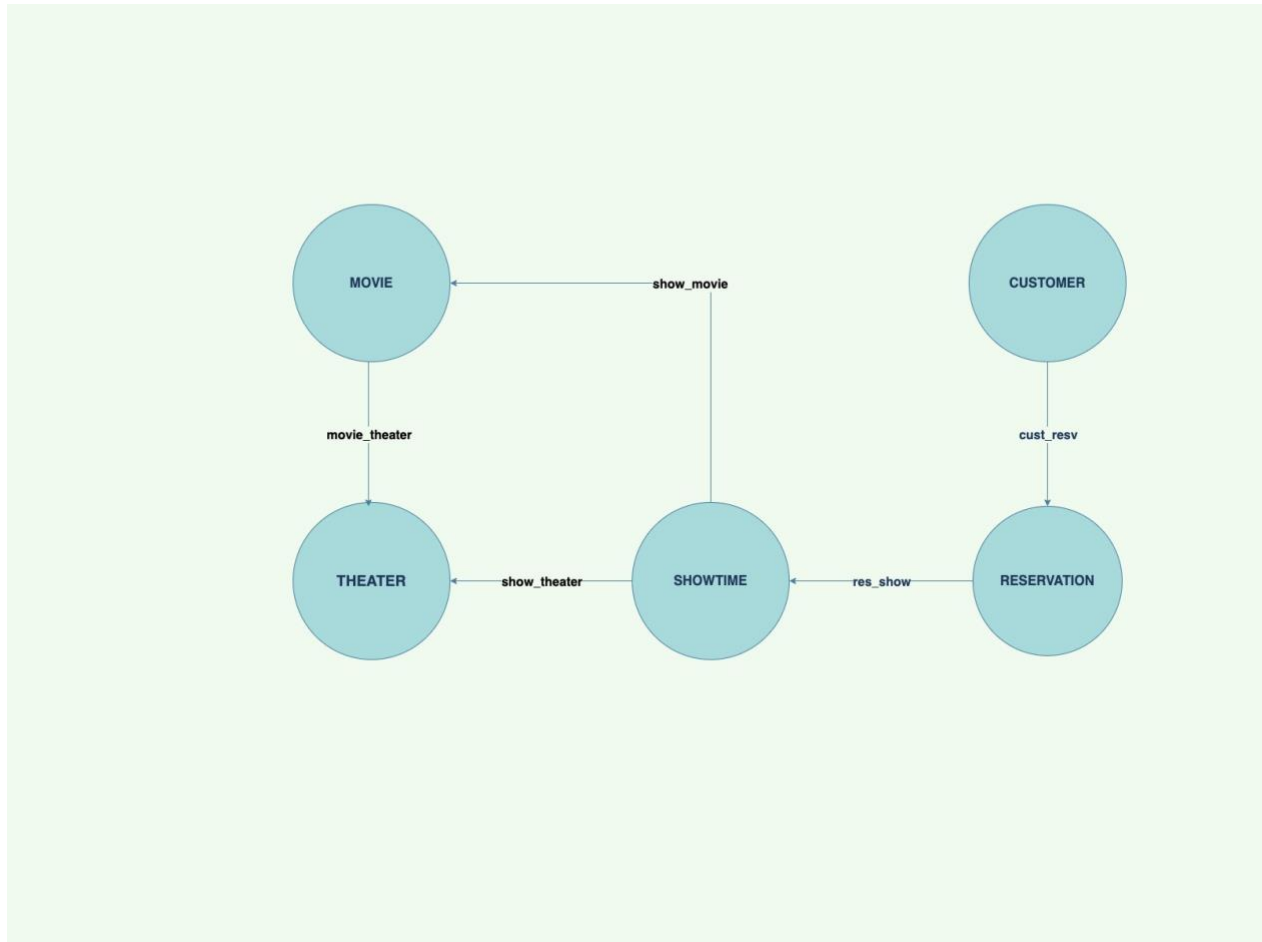 MOVIE
show_movie
CUSTOMER
movie_theater
cust_resv
THEATER
show_theater
SHOWTIME
res_show
RESERVATION